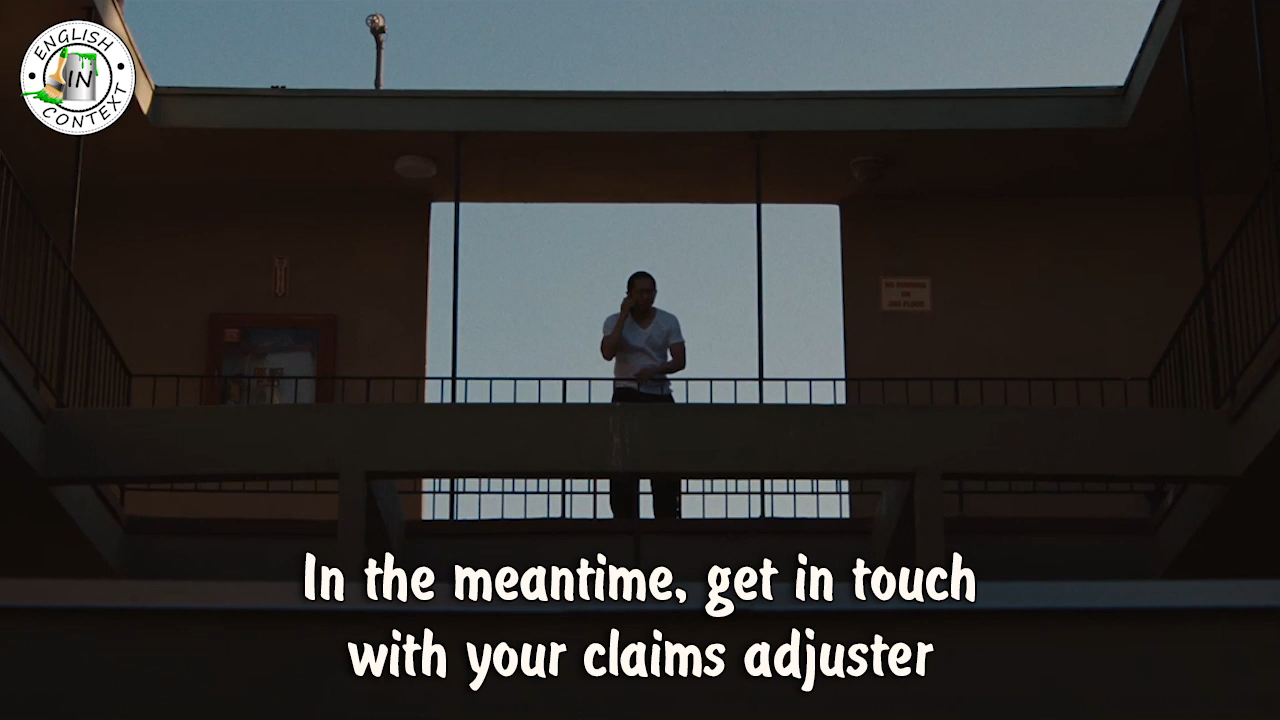 ENGLISH
IN
CONTEXT
In the meantime, get in touch
with your claims adjuster